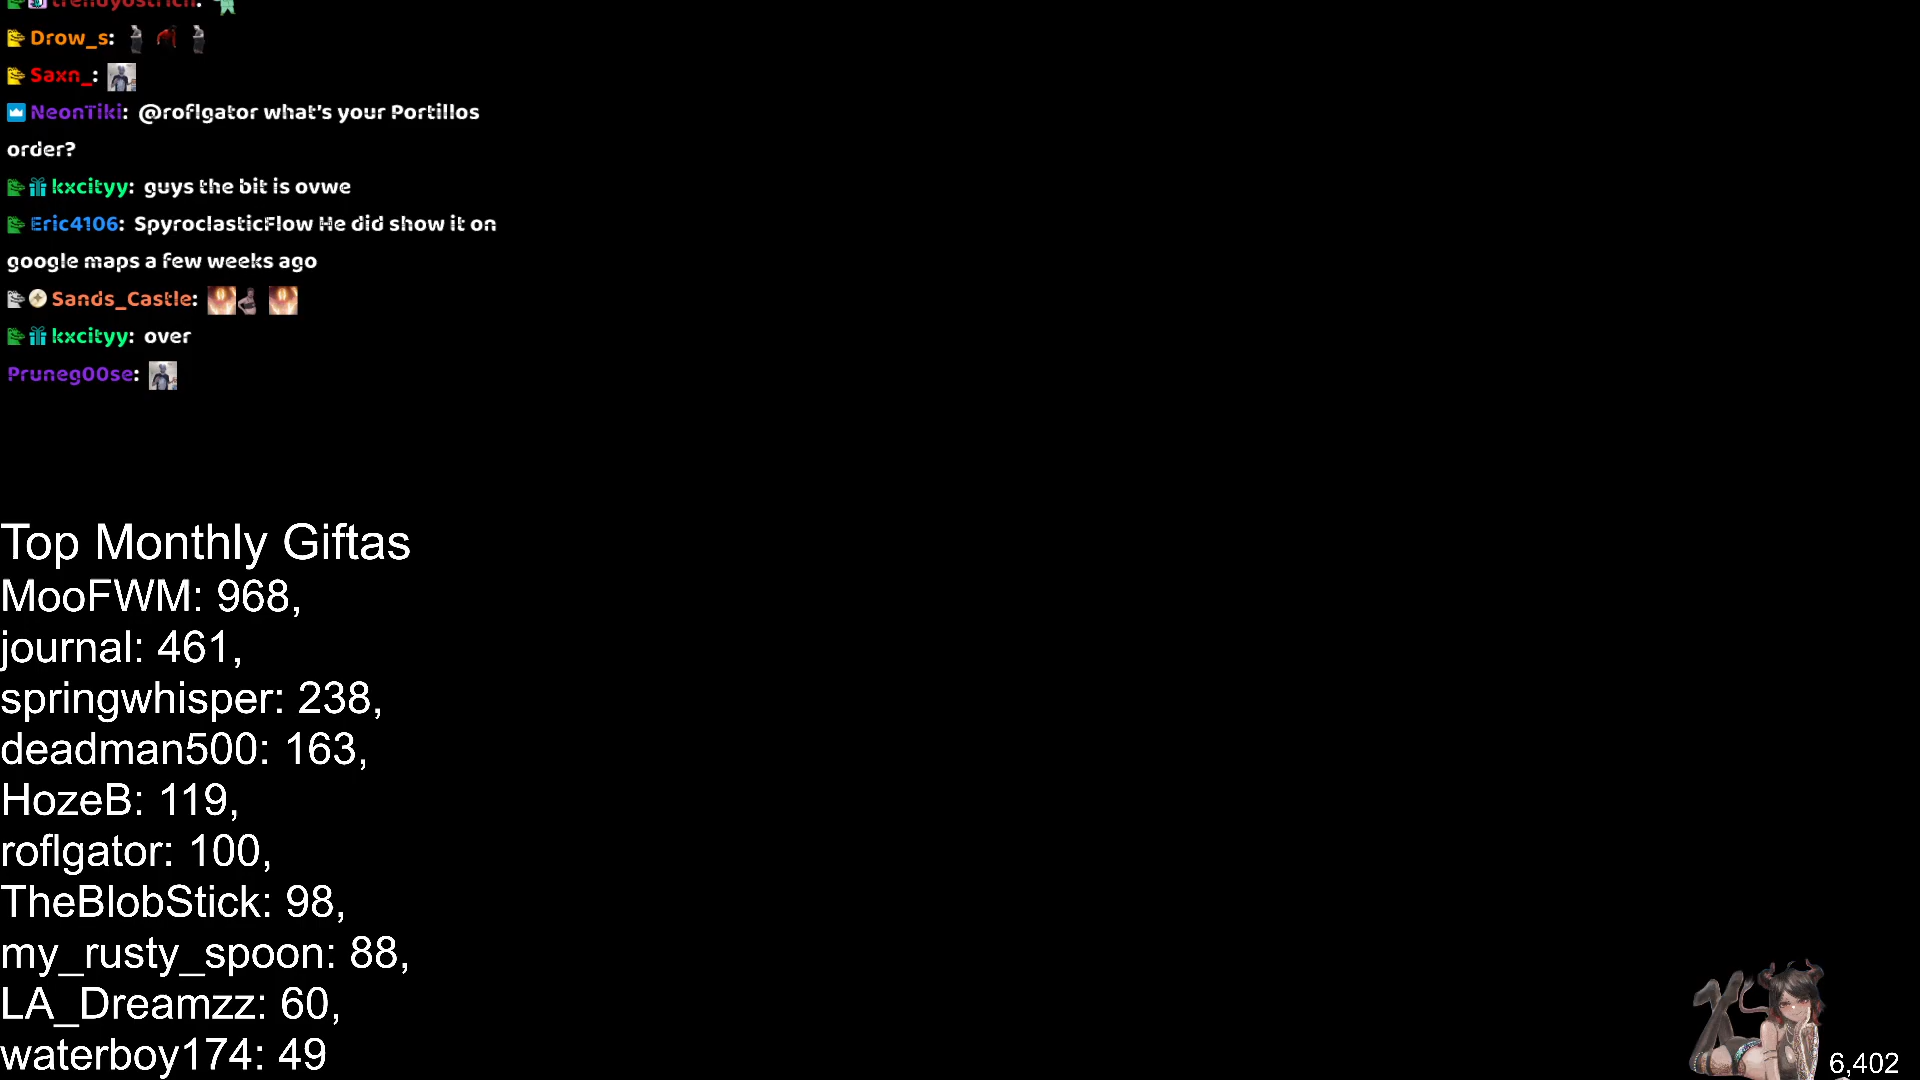 trendyostrich:
Drow_s:
Saxn_:
NeonTiki: @roflgator what's your Portillos
order?
kxcityy: guys the bit is ovwe
Eric4106: SpyroclasticFlow He did show it on
google maps a few weeks ago
Sands_Castle:
kxcityy: over
Pruneg00se:
Top Monthly Giftas
MooFWM: 968,
journal: 461,
springwhisper: 238,
deadman500: 163,
HozeB: 119,
roflgator: 100,
TheBlobStick: 98,
my_rusty_spoon: 88,
LA_Dreamzz: 60,
waterboy174: 49
6,402